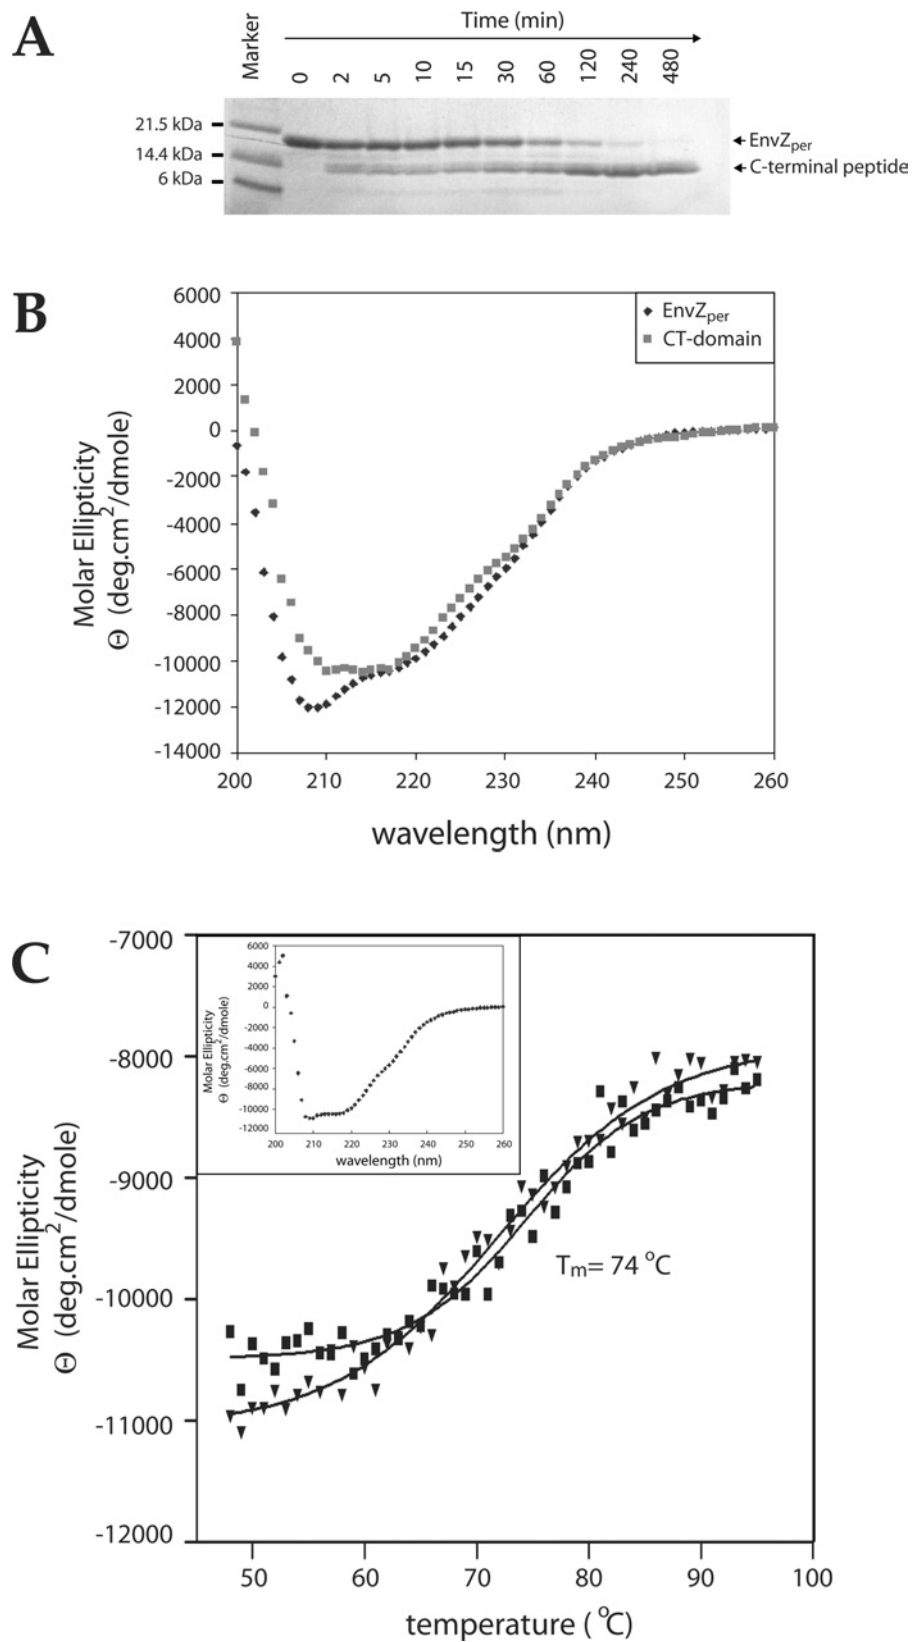 A
Time (min)
Marker
0 2 5 10 15 30 60 120 240 480
21.5 kDa
14.4 kDa
6 kDa
EnvZper
C-terminal peptide
B
6000
4000
2000
0
-2000
-4000
-6000
-8000
-10000
-12000
-14000
Molar Ellipticity
Θ (deg.cm²/dmole)
EnvZper
CT-domain
200 210 220 230 240 250 260
wavelength (nm)
C
-7000
-8000
-9000
-10000
-11000
-12000
Molar Ellipticity
Θ (deg.cm²/dmole)
6000
4000
2000
0
-2000
-4000
-6000
-8000
-10000
-12000
Molar Ellipticity
Θ (deg.cm²/dmole)
200 210 220 230 240 250 260
wavelength (nm)
Tm= 74 °C
50 60 70 80 90 100
temperature ( °C)